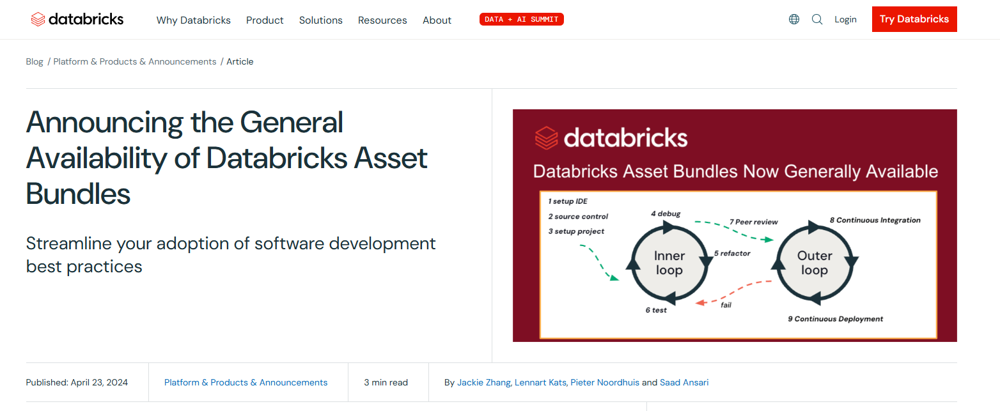 databricks
Why Databricks
Product
Solutions
Resources
About
DATA + AI SUMMIT
Login
Try Databricks
Blog / Platform & Products & Announcements / Article
Announcing the General
Availability of Databricks Asset
Bundles
Streamline your adoption of software development
best practices
databricks
Databricks Asset Bundles Now Generally Available
1 setup IDE
2 source control
3 setup project
4 debug
Inner
loop
5 refactor
6 test
7 Peer review
fail
8 Continuous Integration
Outer
loop
9 Continuous Deployment
Published: April 23, 2024
Platform & Products & Announcements
3 min read
By Jackie Zhang, Lennart Kats, Pieter Noordhuis and Saad Ansari